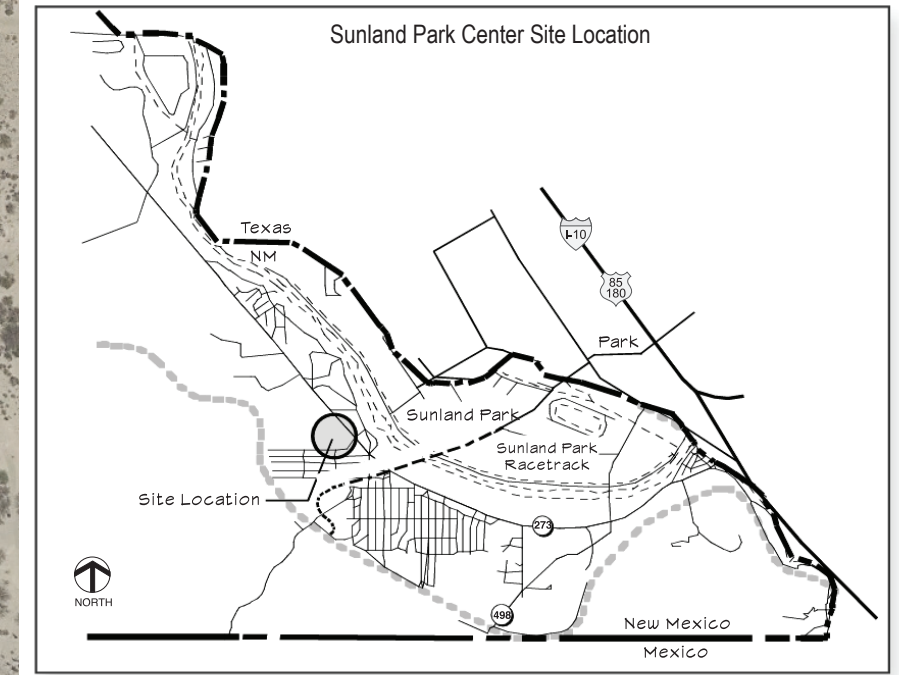 Sunland Park Center Site Location
Texas
NM
I-10
85
180
Park
Sunland Park
Sunland Park
Racetrack
Site Location
273
NORTH
498
New Mexico
Mexico